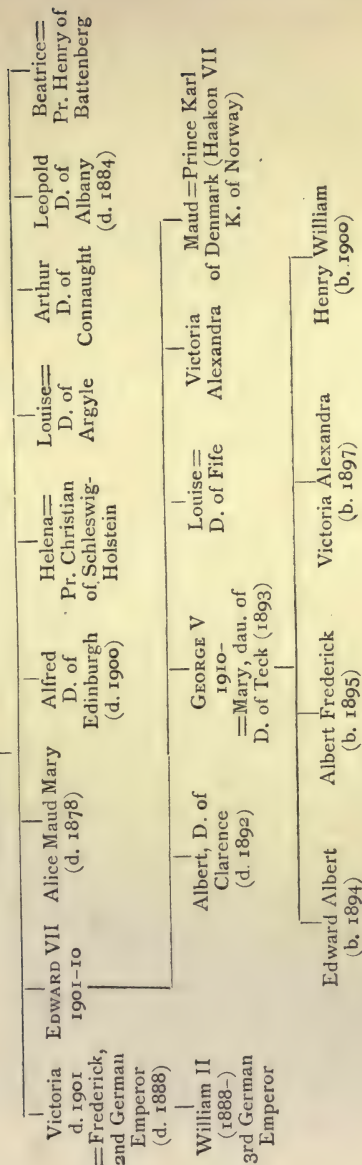 Victoria
d. 1901
=Frederick,
2nd German
Emperor
(d. 1888)
William II
(1888-)
3rd German
Emperor
EDWARD VII
1901-10
Alice Maud Mary
(d. 1878)
Alfred
D. of
Edinburgh
(d. 1900)
Helena=
Pr. Christian
of Schleswig-
Holstein
Louise=
D. of
Argyle
Arthur
D. of
Connaught
Leopold
D. of
Albany
(d. 1884)
Beatrice=
Pr. Henry of
Battenberg
Albert, D. of
Clarence
(d. 1892)
GEORGE V
1910-
=Mary, dau. of
D. of Teck (1893)
Louise=
D. of Fife
Victoria
Alexandra
Maud=Prince Karl
of Denmark (Haakon VII
K. of Norway)
Edward Albert
(b. 1894)
Albert Frederick
(b. 1895)
Victoria Alexandra
(b. 1897)
Henry William
(b. 1900)